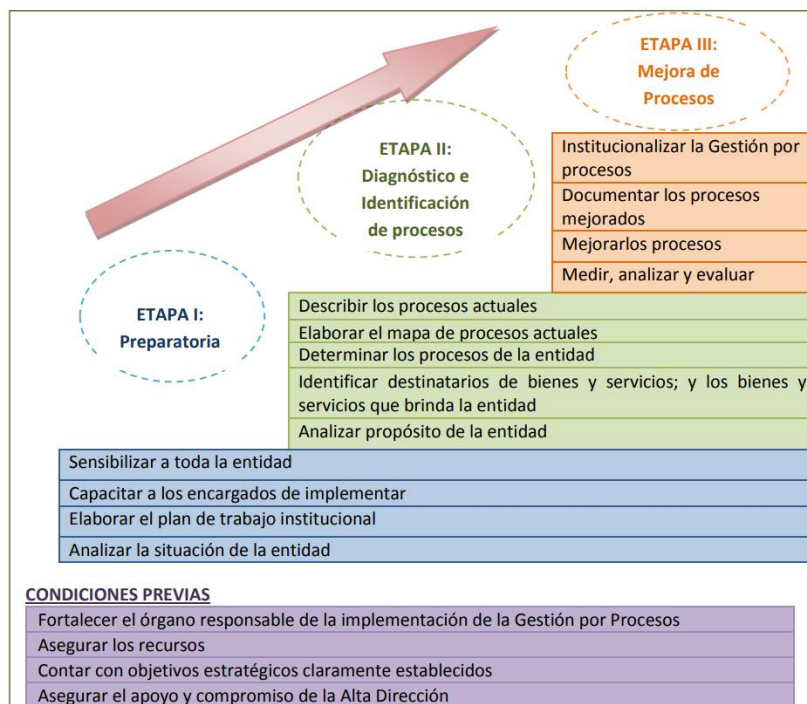 ETAPA III:
Mejora de
Procesos
ETAPA II:
Diagnóstico e
Identificación
de procesos
ETAPA I:
Preparatoria
Institucionalizar la Gestión por
procesos
Documentar los procesos
mejorados
Mejorarlos procesos
Medir, analizar y evaluar
Describir los procesos actuales
Elaborar el mapa de procesos actuales
Determinar los procesos de la entidad
Identificar destinatarios de bienes y servicios; y los bienes y
servicios que brinda la entidad
Analizar propósito de la entidad
Sensibilizar a toda la entidad
Capacitar a los encargados de implementar
Elaborar el plan de trabajo institucional
Analizar la situación de la entidad
CONDICIONES PREVIAS
Fortalecer el órgano responsable de la implementación de la Gestión por Procesos
Asegurar los recursos
Contar con objetivos estratégicos claramente establecidos
Asegurar el apoyo y compromiso de la Alta Dirección